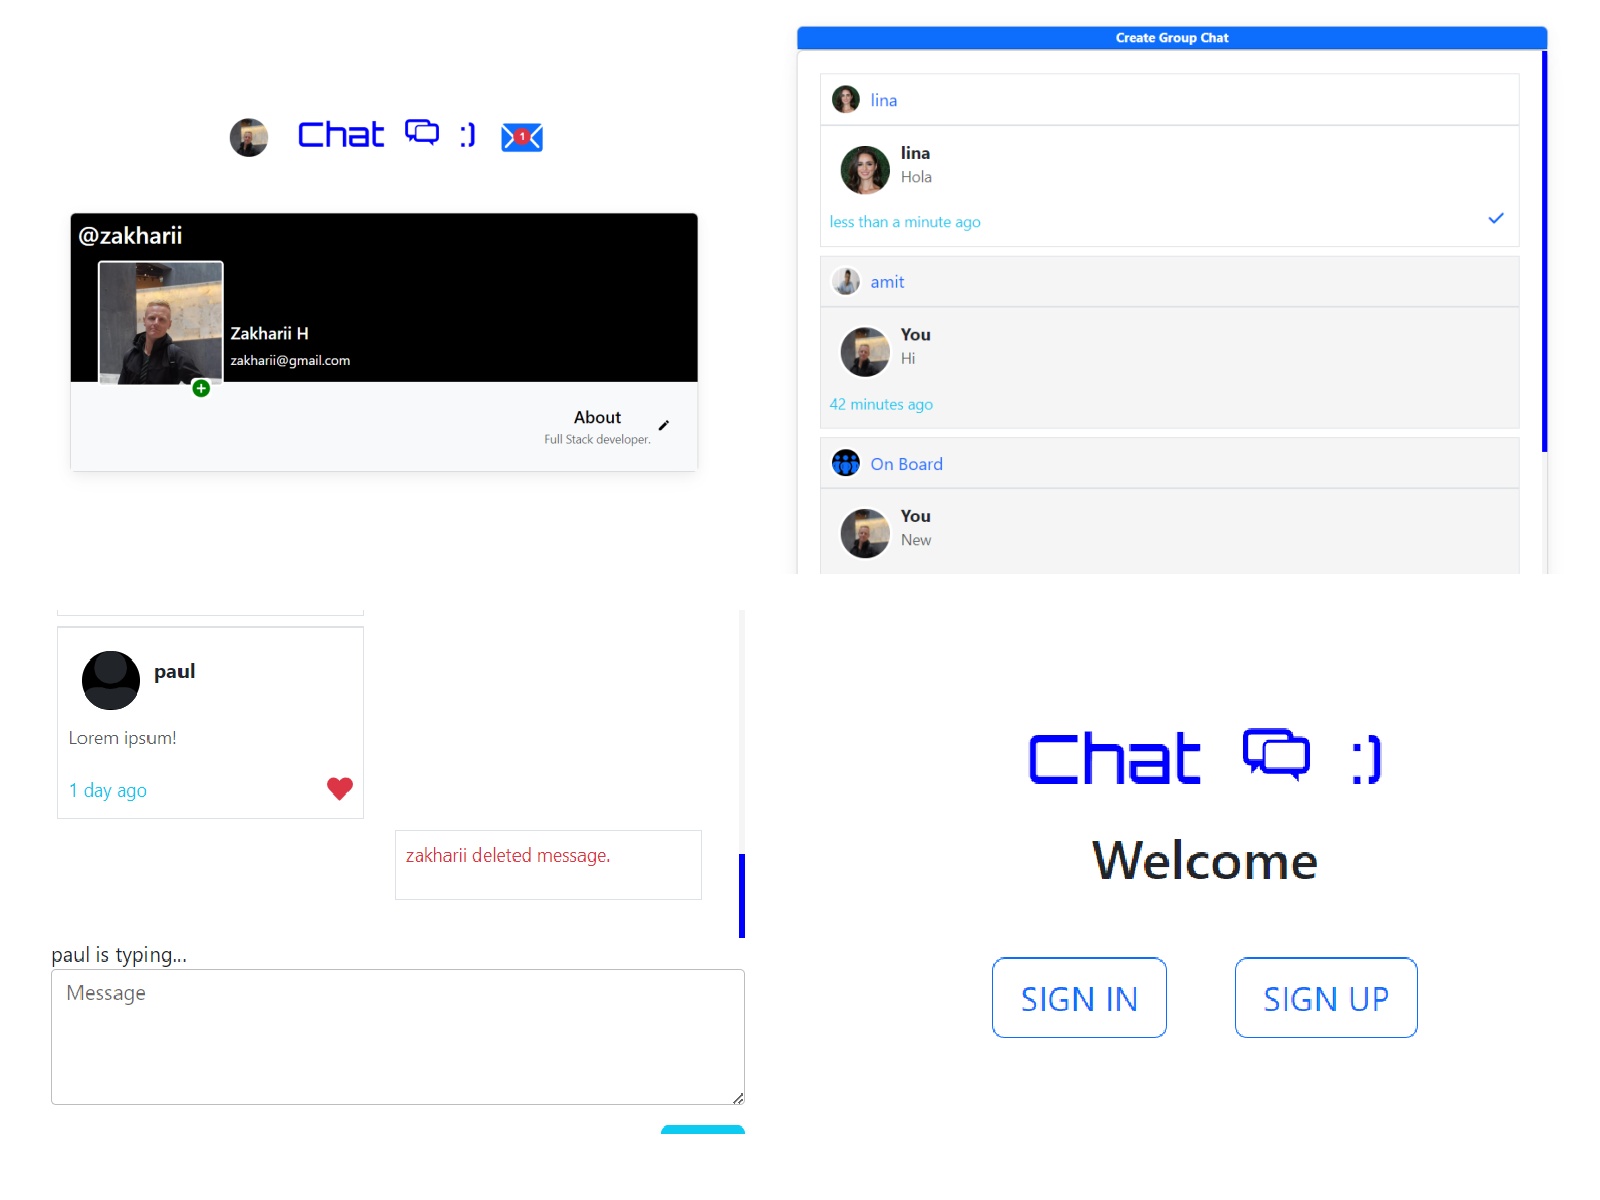 Chat :)
1
@zakharii
Zakharii H
zakharii@gmail.com
About
Full Stack developer.
Create Group Chat
lina
lina
Hola
less than a minute ago
amit
You
Hi
42 minutes ago
On Board
You
New
paul
Lorem ipsum!
1 day ago
zakharii deleted message.
paul is typing...
Message
Chat :)
Welcome
SIGN IN
SIGN UP